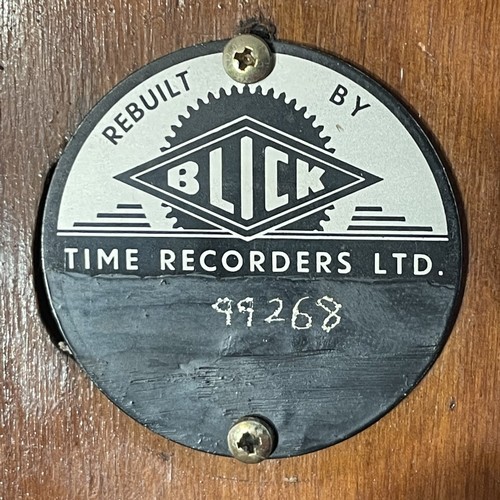 REBUILT BY
BLICK
TIME RECORDERS LTD.
99268